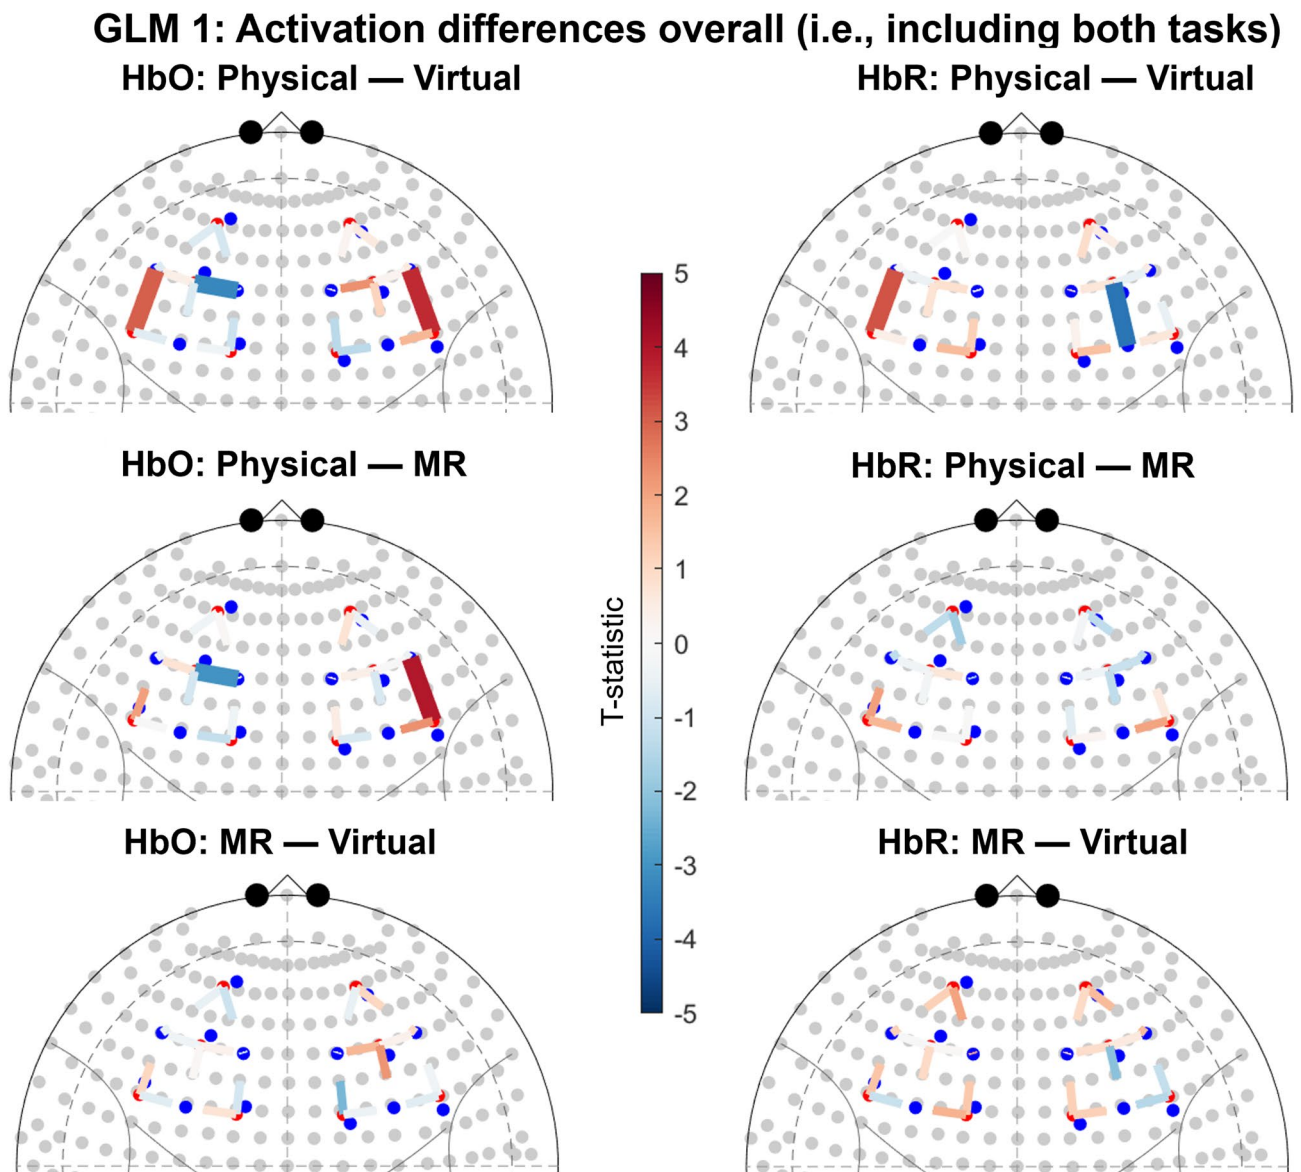 GLM 1: Activation differences overall (i.e., including both tasks)
HbO: Physical — Virtual
HbR: Physical — Virtual
HbO: Physical — MR
HbR: Physical — MR
HbO: MR — Virtual
HbR: MR — Virtual
T-statistic
5
4
3
2
1
0
-1
-2
-3
-4
-5